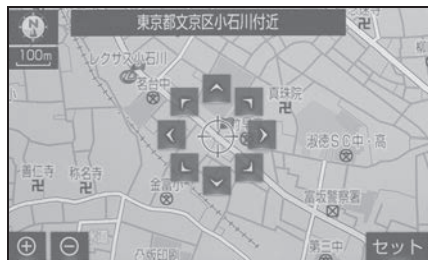 東京都文京区小石川付近
N
100m
レクサス小石川
茗台中
真珠院
淑徳SC中・高
善仁寺
称名寺
金富小
富坂警察署
第三中
セット